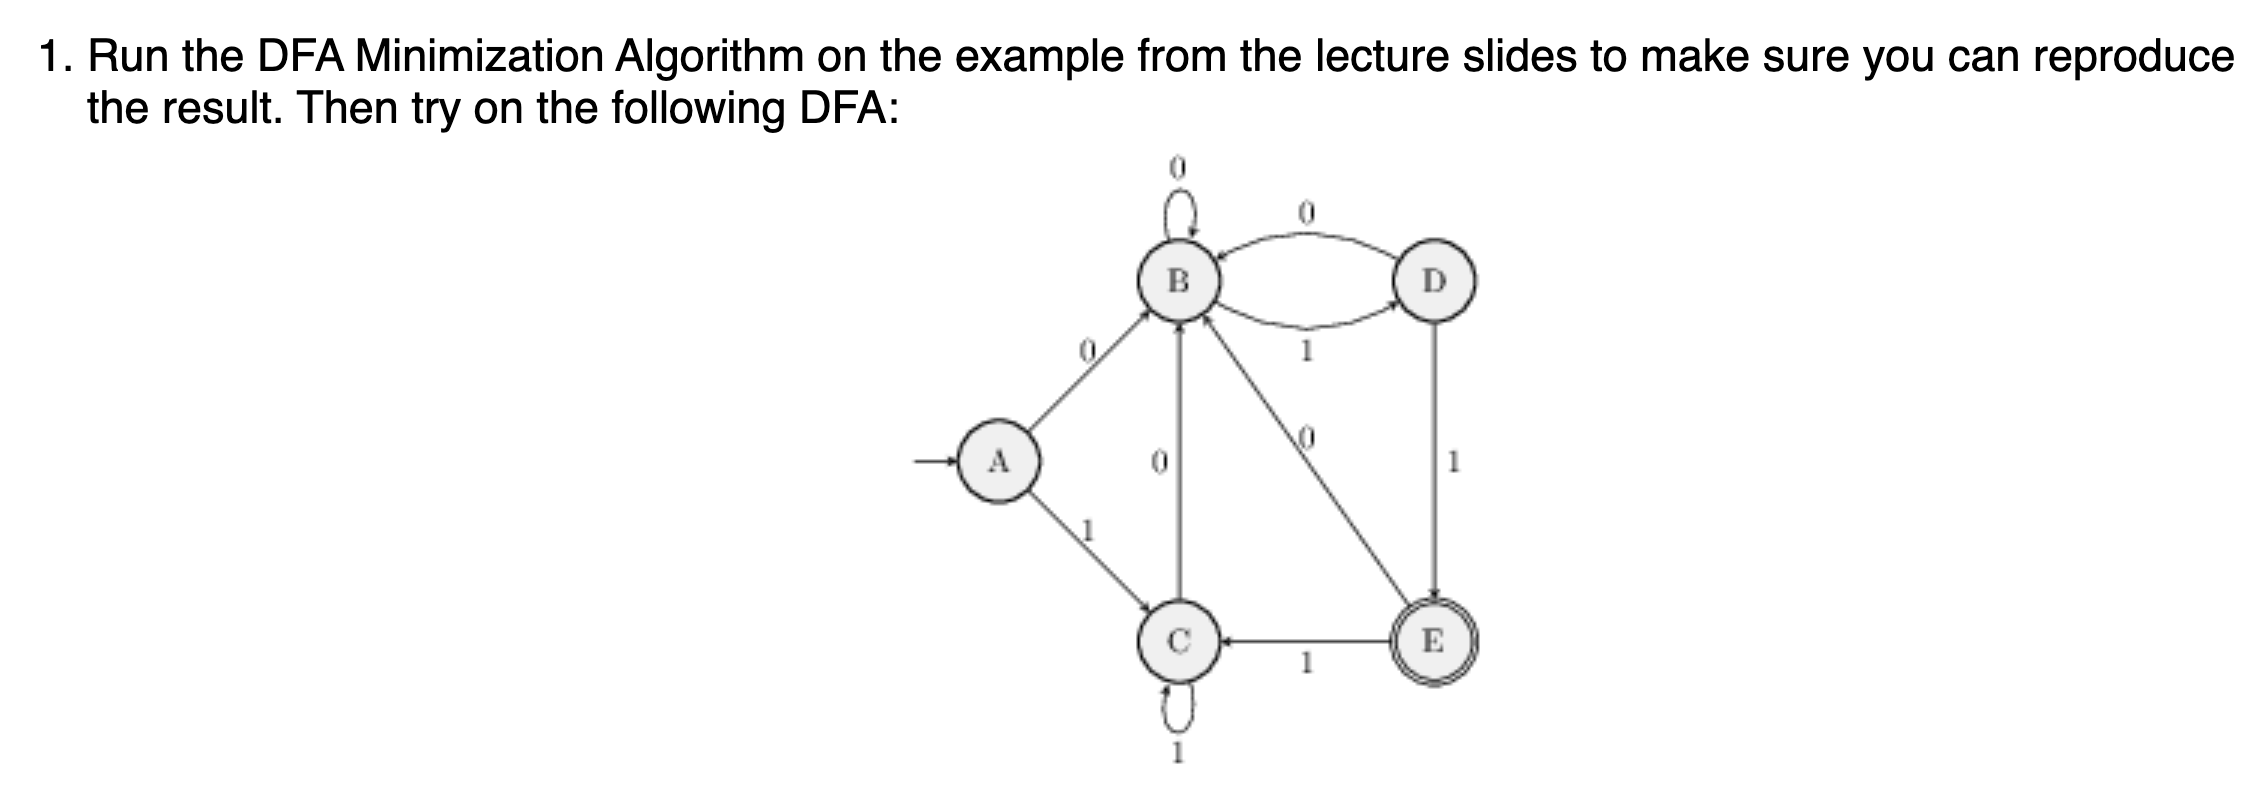 1. Run the DFA Minimization Algorithm on the example from the lecture slides to make sure you can reproduce
the result. Then try on the following DFA:
0
0
B
D
0
1
A
0
0
1
1
C
E
1
1